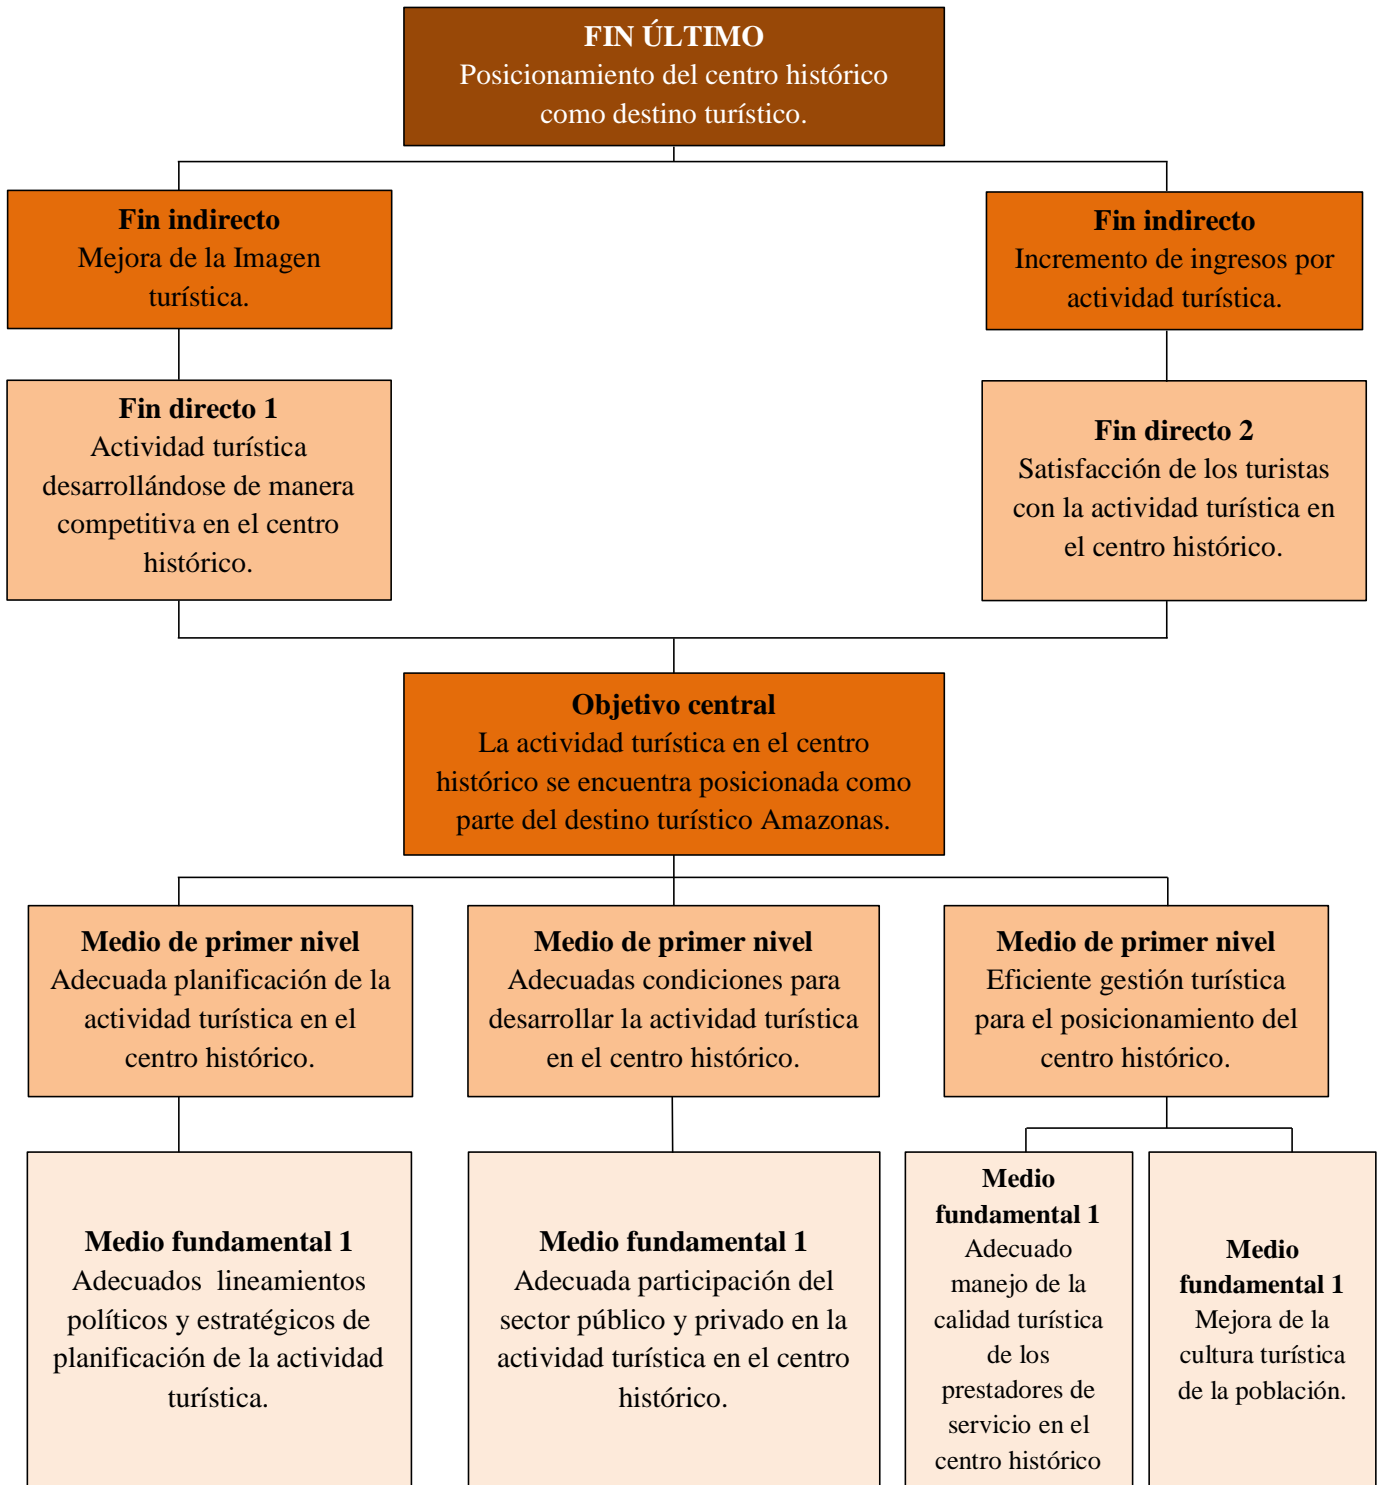 FIN ÚLTIMO
Posicionamiento del centro histórico
como destino turístico.
Fin indirecto
Mejora de la Imagen
turística.
Fin indirecto
Incremento de ingresos por
actividad turística.
Fin directo 1
Actividad turística
desarrollándose de manera
competitiva en el centro
histórico.
Fin directo 2
Satisfacción de los turistas
con la actividad turística en
el centro histórico.
Objetivo central
La actividad turística en el centro
histórico se encuentra posicionada como
parte del destino turístico Amazonas.
Medio de primer nivel
Adecuada planificación de la
actividad turística en el
centro histórico.
Medio de primer nivel
Adecuadas condiciones para
desarrollar la actividad turística
en el centro histórico.
Medio de primer nivel
Eficiente gestión turística
para el posicionamiento del
centro histórico.
Medio fundamental 1
Adecuados  lineamientos
políticos y estratégicos de
planificación de la actividad
turística.
Medio fundamental 1
Adecuada participación del
sector público y privado en la
actividad turística en el centro
histórico.
Medio
fundamental 1
Adecuado
manejo de la
calidad turística
de los
prestadores de
servicio en el
centro histórico
Medio
fundamental 1
Mejora de la
cultura turística
de la población.